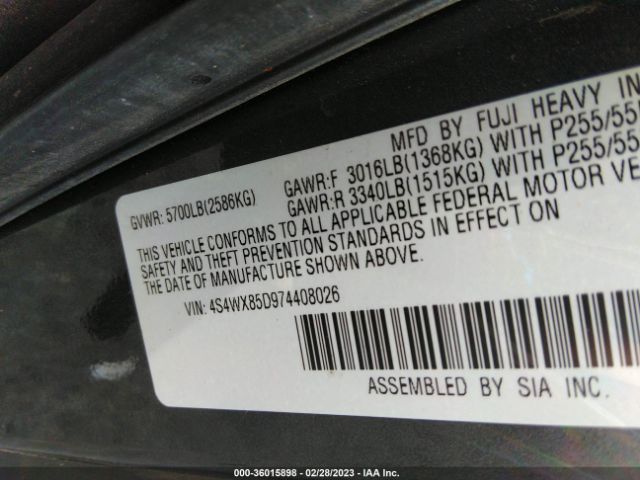 MFD BY FUJI HEAVY IN
GVWR: 5700LB(2586KG) GAWR:F 3016LB(1368KG) WITH P255/55
GAWR:R 3340LB(1515KG) WITH P255/55
THIS VEHICLE CONFORMS TO ALL APPLICABLE FEDERAL MOTOR VE
SAFETY AND THEFT PREVENTION STANDARDS IN EFFECT ON
THE DATE OF MANUFACTURE SHOWN ABOVE.
VIN: 4S4WX85D974408026
ASSEMBLED BY SIA INC.
000-36015898 - 02/28/2023 - IAA Inc.